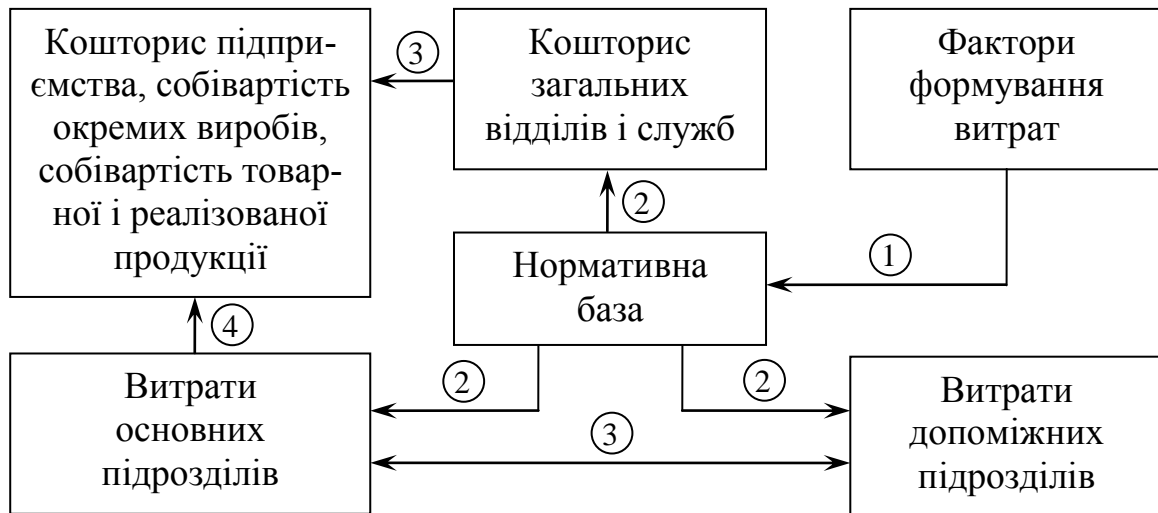 Кошторис підпри-
ємства, собівартість
окремих виробів,
собівартість товар-
ної і реалізованої
продукції
3
Кошторис
загальних
відділів і служб
Фактори
формування
витрат
2
1
Нормативна
база
4
2
2
Витрати
основних
підрозділів
3
Витрати
допоміжних
підрозділів